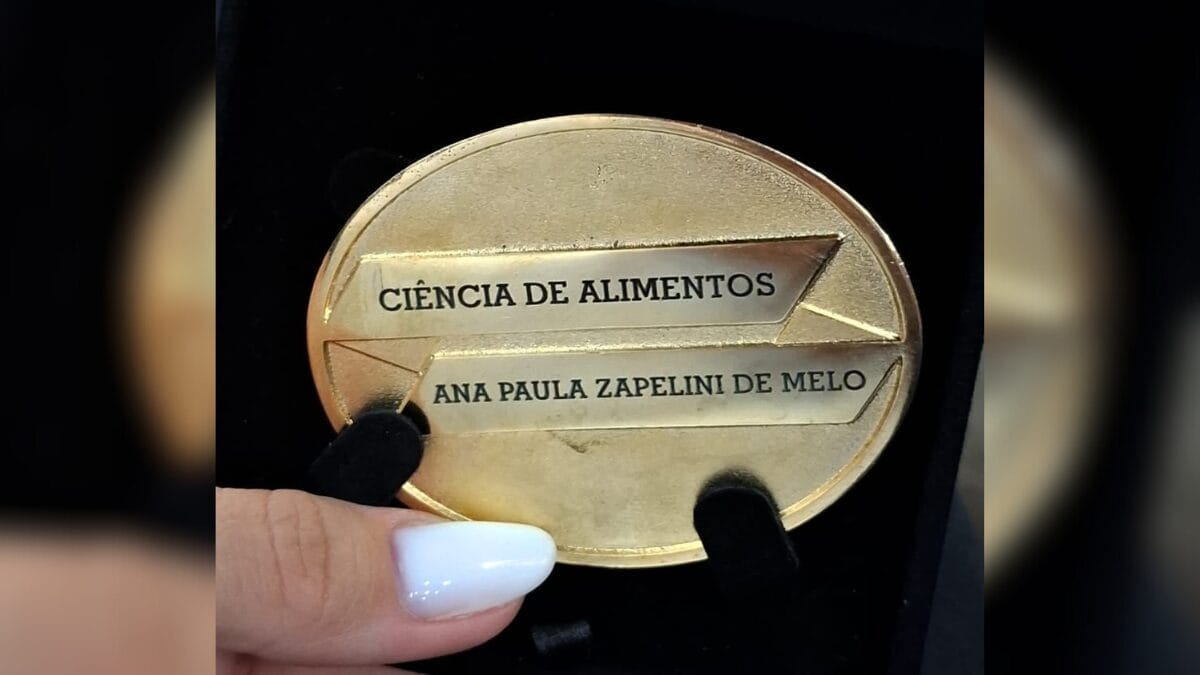 CIÊNCIA DE ALIMENTOS
ANA PAULA ZAPELINI DE MELO